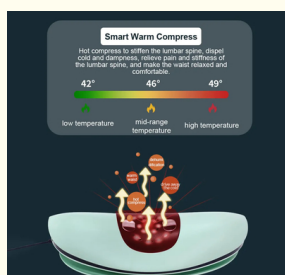 Smart Warm Compress
Hot compress to stiffen the lumbar spine, dispel
cold and dampness, relieve pain and stiffness of
the lumbar spine, and make the waist relaxed and
comfortable.
42° 46° 49°
low temperature
mid-range
temperature
high temperature
hot
compress